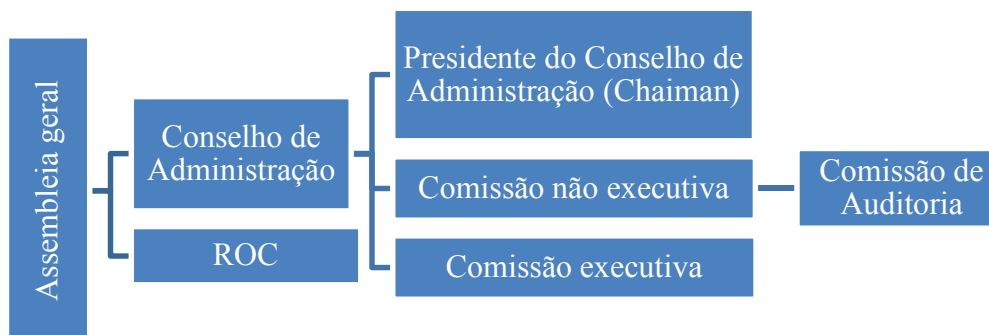 Assembleia geral
Conselho de
Administração
ROC
Presidente do Conselho de
Administração (Chaiman)
Comissão não executiva
Comissão executiva
Comissão de
Auditoria